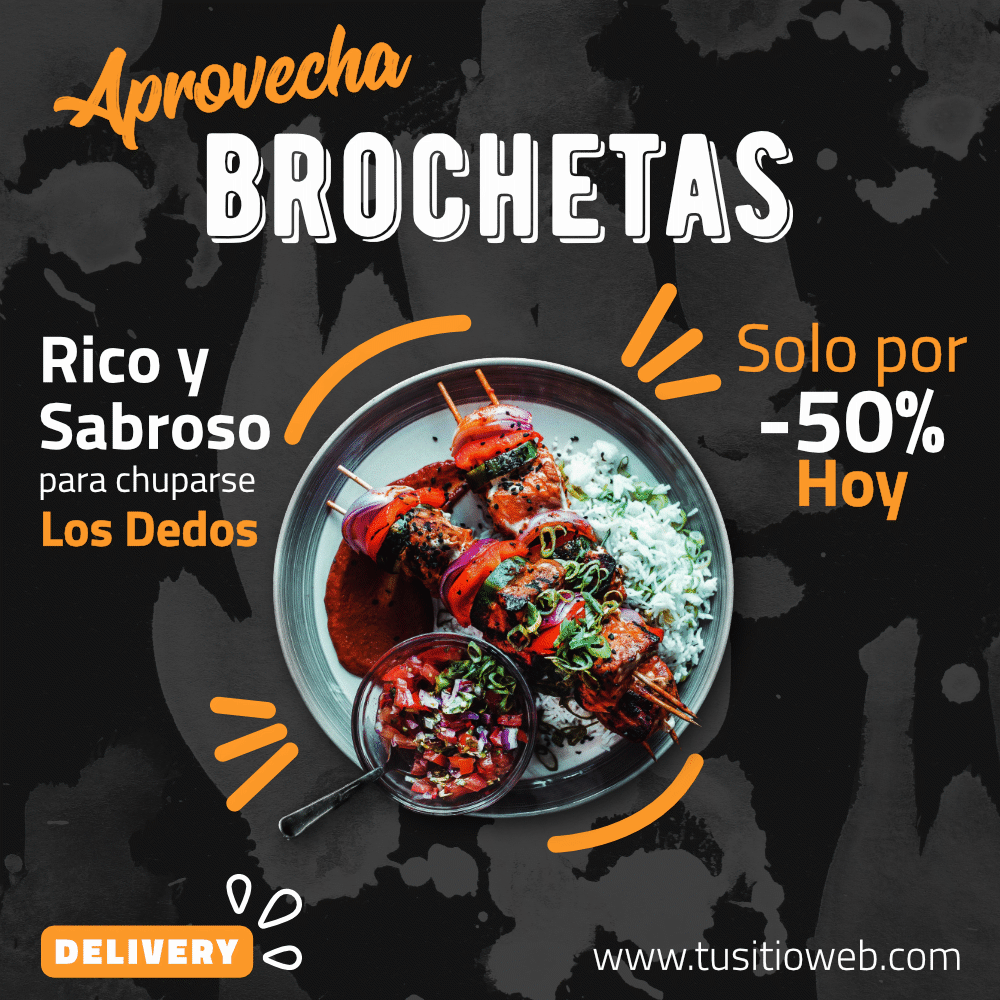 Aprovecha
BROCHETAS
Rico y
Sabroso
para chuparse
Los Dedos
Solo por
-50%
Hoy
DELIVERY
www.tusitioweb.com